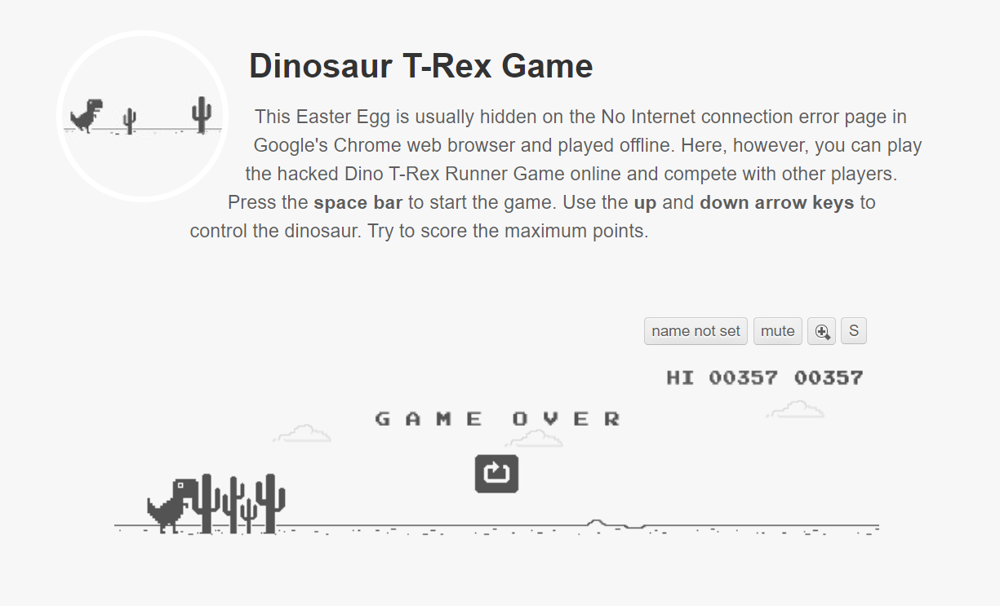 Dinosaur T-Rex Game
This Easter Egg is usually hidden on the No Internet connection error page in
Google's Chrome web browser and played offline. Here, however, you can play
the hacked Dino T-Rex Runner Game online and compete with other players.
Press the space bar to start the game. Use the up and down arrow keys to
control the dinosaur. Try to score the maximum points.
name not set mute S
HI 00357 00357
GAME OVER